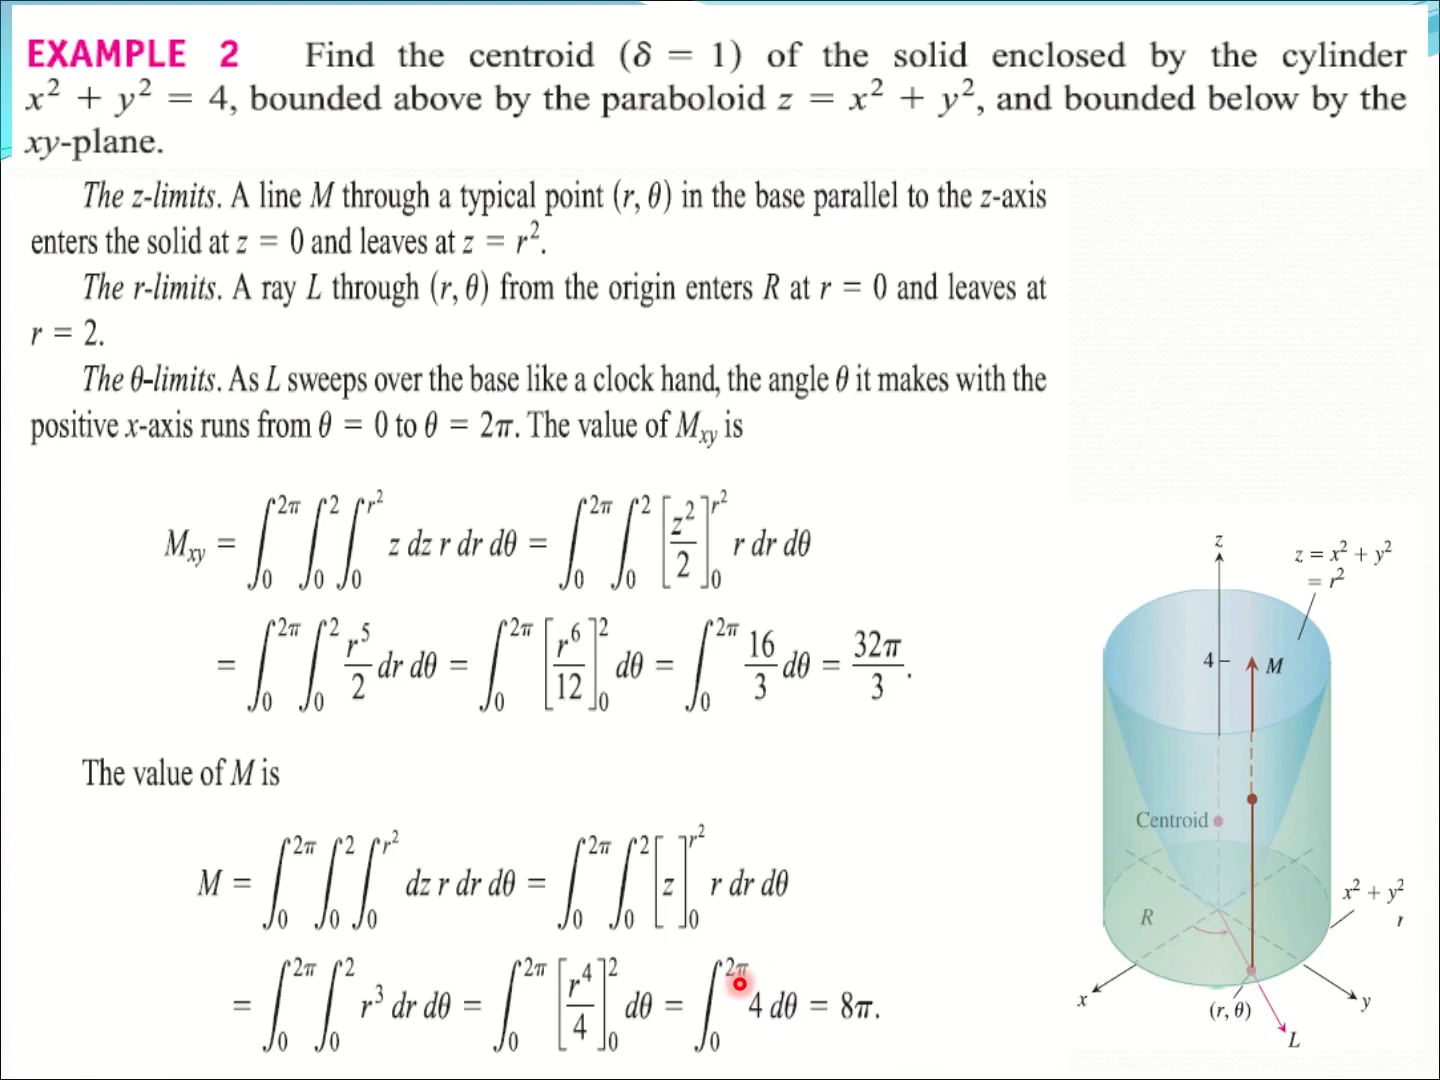 EXAMPLE 2 Find the centroid (δ = 1) of the solid enclosed by the cylinder
x² + y² = 4, bounded above by the paraboloid z = x² + y², and bounded below by the
xy-plane.
The z-limits. A line M through a typical point (r, θ) in the base parallel to the z-axis
enters the solid at z = 0 and leaves at z = r².
The r-limits. A ray L through (r, θ) from the origin enters R at r = 0 and leaves at
r = 2.
The θ-limits. As L sweeps over the base like a clock hand, the angle θ it makes with the
positive x-axis runs from θ = 0 to θ = 2π. The value of M_xy is
M_xy = ∫₀^{2π} ∫₀^{2} ∫₀^{r²} z dz r dr dθ = ∫₀^{2π} ∫₀^{2} [z²/2]₀^{r²} r dr dθ
= ∫₀^{2π} ∫₀^{2} r⁵/2 dr dθ = ∫₀^{2π} [r⁶/12]₀² dθ = ∫₀^{2π} 16/3 dθ = 32π/3.
The value of M is
M = ∫₀^{2π} ∫₀^{2} ∫₀^{r²} dz r dr dθ = ∫₀^{2π} ∫₀^{2} [z]₀^{r²} r dr dθ
= ∫₀^{2π} ∫₀^{2} r³ dr dθ = ∫₀^{2π} [r⁴/4]₀² dθ = ∫₀^{2π} 4 dθ = 8π.
z
z = x² + y²
= r²
4
M
Centroid
R
x² + y²
x
(r, θ)
y
L